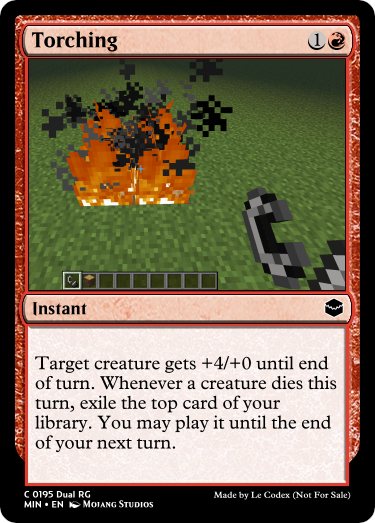 Torching 1
Instant
Target creature gets +4/+0 until end
of turn. Whenever a creature dies this
turn, exile the top card of your
library. You may play it until the end
of your next turn.
C 0195 Dual RG
MIN • EN Mojang Studios
Made by Le Codex (Not For Sale)